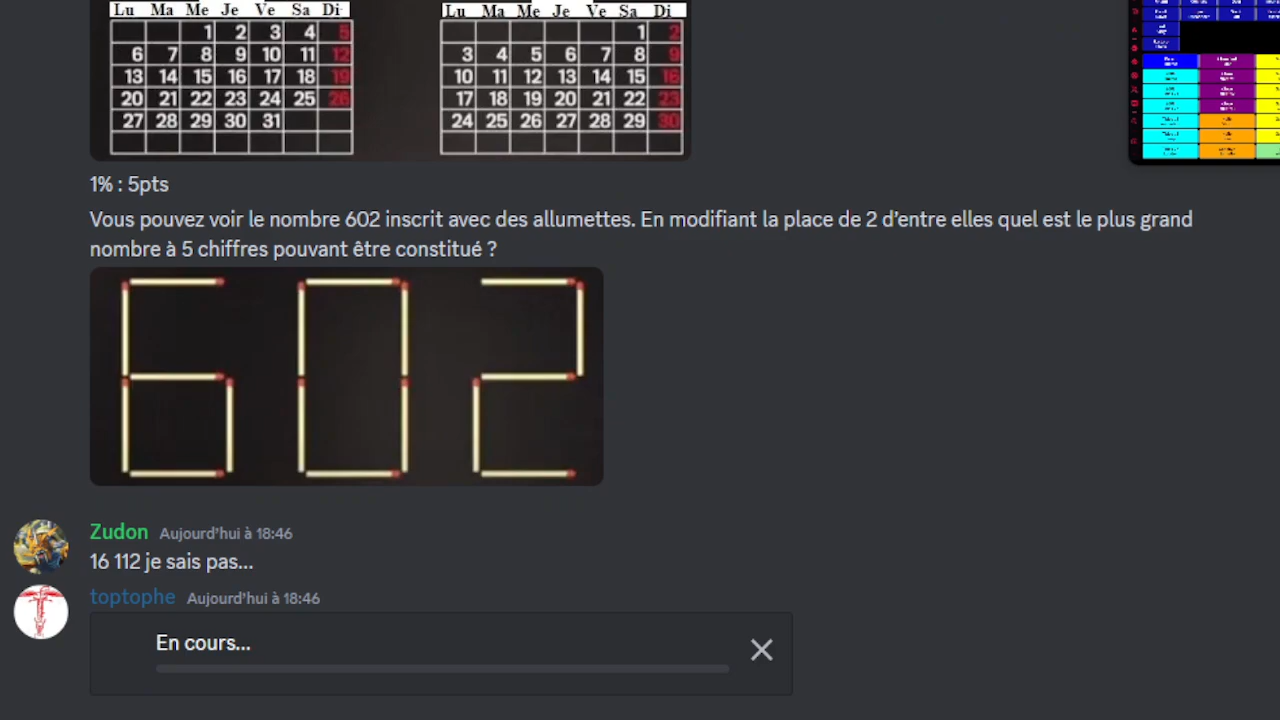 Lu Ma Me Je Ve Sa Di Lu Ma Me Je Ve Sa Di
1 2 3 4 5 1 2
6 7 8 9 10 11 12 3 4 5 6 7 8 9
13 14 15 16 17 18 19 10 11 12 13 14 15 16
20 21 22 23 24 25 26 17 18 19 20 21 22 23
27 28 29 30 31 24 25 26 27 28 29 30
1% : 5pts
Vous pouvez voir le nombre 602 inscrit avec des allumettes. En modifiant la place de 2 d’entre elles quel est le plus grand
nombre à 5 chiffres pouvant être constitué ?
602
Zudon Aujourd’hui à 18:46
16 112 je sais pas...
toptophe Aujourd’hui à 18:46
En cours...